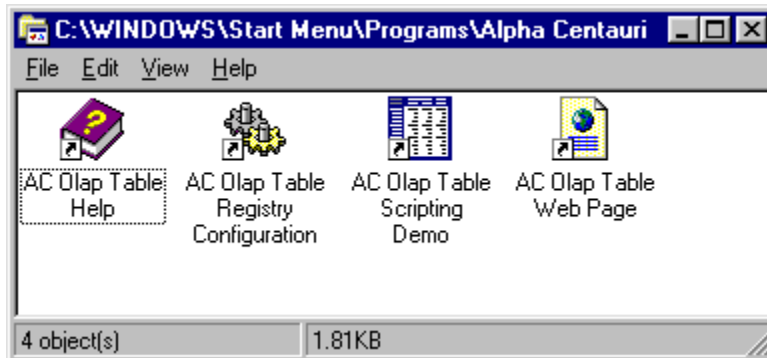 C:\WINDOWS\Start Menu\Programs\Alpha Centauri
File Edit View Help
AC Olap Table
Help
AC Olap Table
Registry
Configuration
AC Olap Table
Scripting
Demo
AC Olap Table
Web Page
4 object(s)
1.81KB